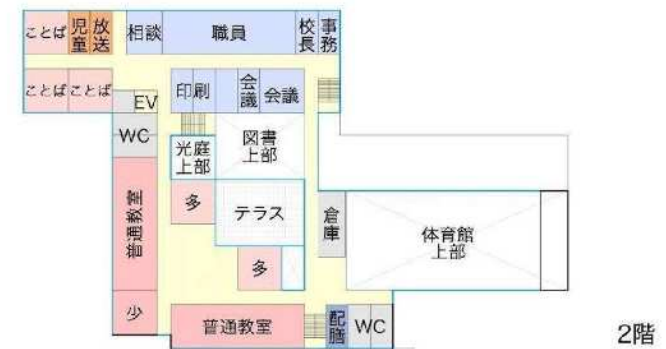 ことば
児童
放送
相談
職員
校長
事務
ことば
ことば
EV
印刷
会議
会議
WC
光庭
上部
図書
上部
普通教室
多
テラス
倉庫
体育館
上部
多
少
普通教室
配膳
WC
2階